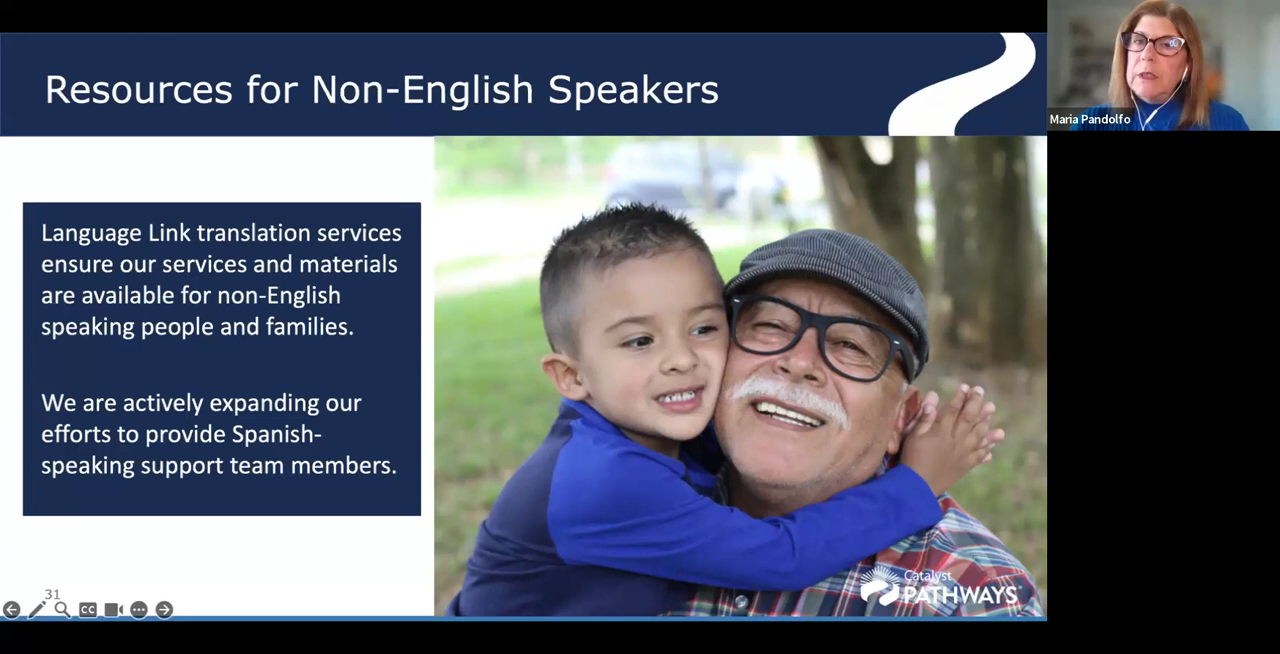 Resources for Non-English Speakers
Maria Pandolfo
Language Link translation services
ensure our services and materials
are available for non-English
speaking people and families.
We are actively expanding our
efforts to provide Spanish-
speaking support team members.
31
CC
Catalyst
PATHWAYS